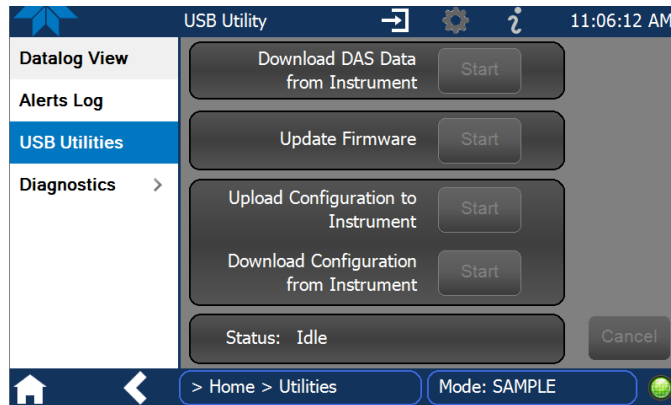 USB Utility
11:06:12 AM
Datalog View
Alerts Log
USB Utilities
Diagnostics >
Download DAS Data
from Instrument
Start
Update Firmware
Start
Upload Configuration to
Instrument
Start
Download Configuration
from Instrument
Start
Status: Idle
Cancel
> Home > Utilities
Mode: SAMPLE